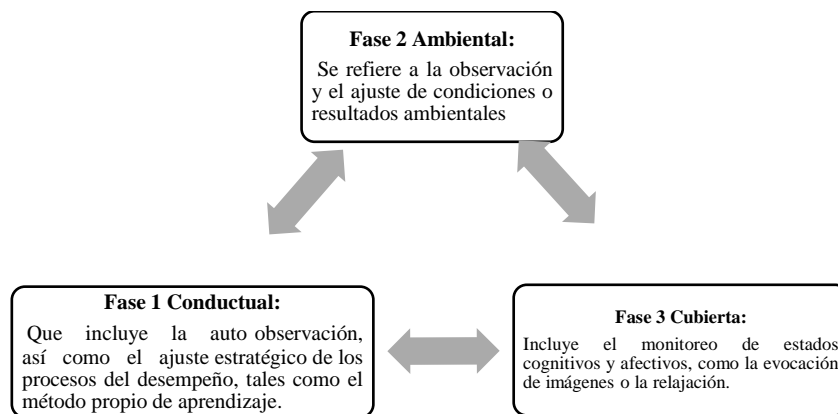 Fase 2 Ambiental:
Se refiere a la observación
y el ajuste de condiciones o
resultados ambientales
Fase 1 Conductual:
Que incluye la auto observación,
así como el ajuste estratégico de los
procesos del desempeño, tales como el
método propio de aprendizaje.
Fase 3 Cubierta:
Incluye el monitoreo de estados
cognitivos y afectivos, como la evocación
de imágenes o la relajación.